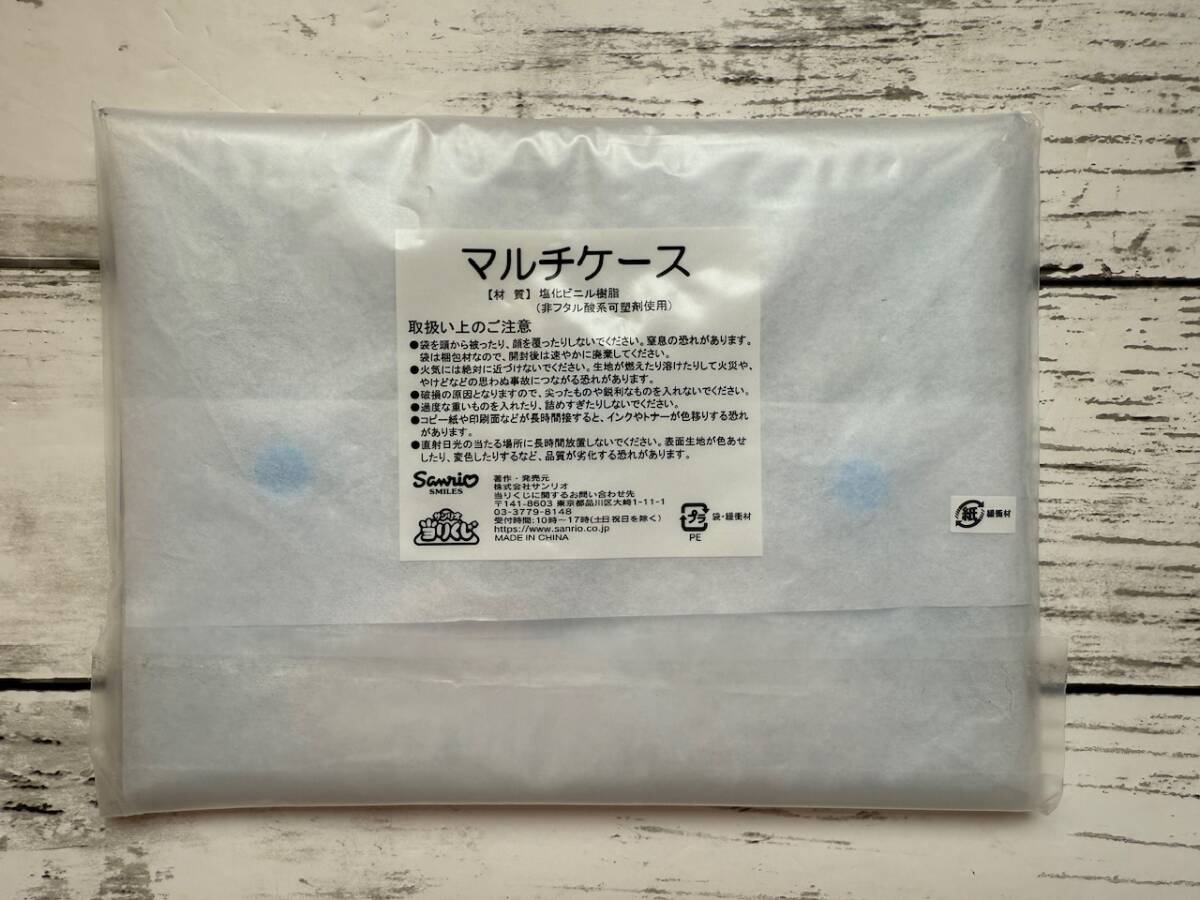 マルチケース
【材 質】塩化ビニル樹脂
(非フタル酸系可塑剤使用)
取扱い上のご注意
●袋を頭から被ったり、顔を覆ったりしないでください。窒息の恐れがあります。
袋は梱包材なので、開封後は速やかに廃棄してください。
●火気には絶対に近づけないでください。生地が燃えたり溶けたりして火災や、
やけどなどの思わぬ事故につながる恐れがあります。
●破損の原因となりますので、尖ったものや鋭利なものを入れないでください。
●過度な重いものを入れたり、詰めすぎたりしないでください。
●コピー紙や印刷面などが長時間接すると、インクやトナーが色移りする恐れ
があります。
●直射日光の当たる場所に長時間放置しないでください。表面生地が色あせ
したり、変色したりするなど、品質が劣化する恐れがあります。
Sanrio
SMILES
サンリオ
当りくじ
著作・発売元
株式会社サンリオ
当りくじに関するお問い合わせ先
〒141-8603 東京都品川区大崎1-11-1
03-3779-8148
受付時間:10時～17時(土日祝日を除く)
https://www.sanrio.co.jp
MADE IN CHINA
プラ
袋・緩衝材
PE
紙
緩衝材